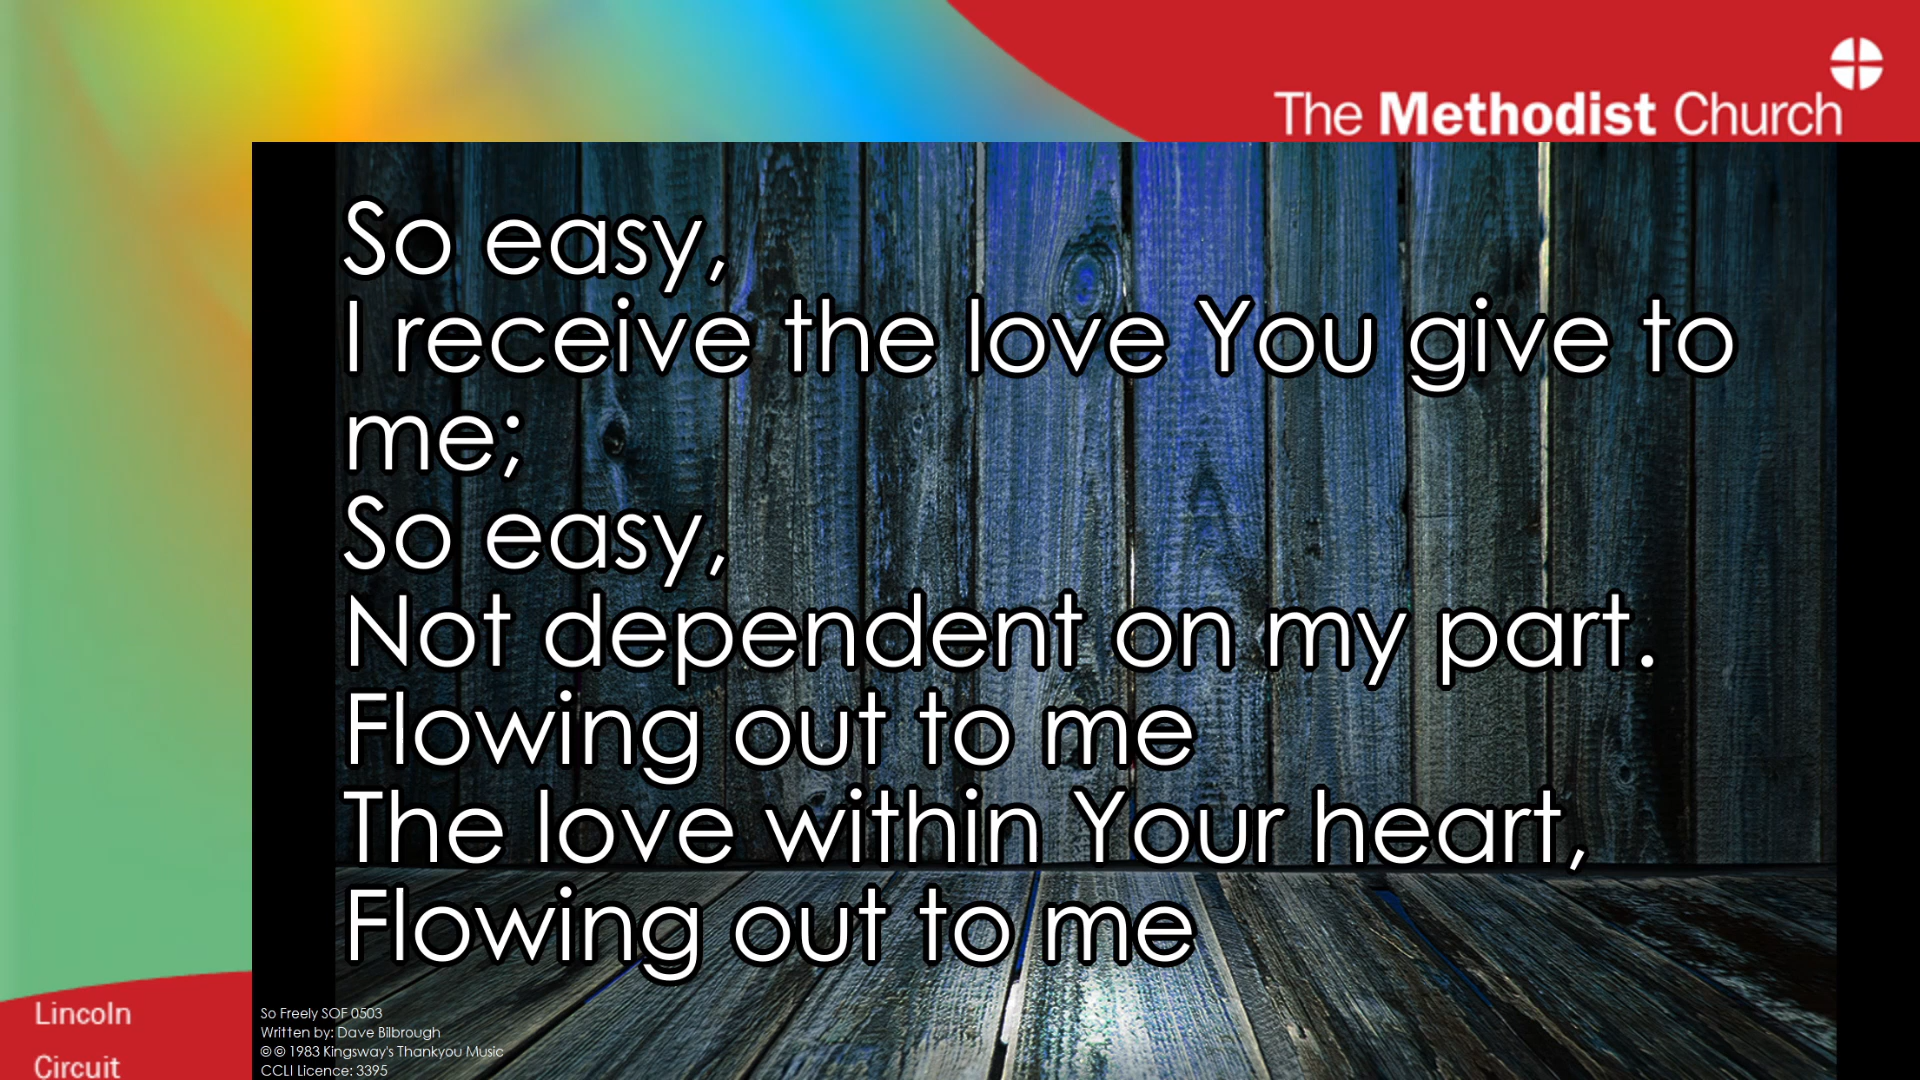 The Methodist Church
So easy,
I receive the love You give to
me;
So easy,
Not dependent on my part.
Flowing out to me
The love within Your heart,
Flowing out to me
Lincoln
Circuit
So Freely SOF 0503
Written by: Dave Bilbrough
© © 1983 Kingsway's Thankyou Music
CCLI Licence: 3395